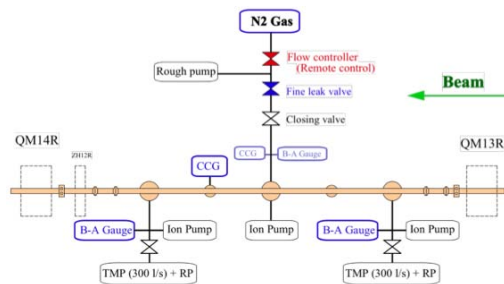 N2 Gas
Flow controller
(Remote control)
Rough pump
Fine leak valve
Beam
Closing valve
QM14R
ZH12R
CCG
CCG
B-A Gauge
QM13R
B-A Gauge
Ion Pump
Ion Pump
B-A Gauge
Ion Pump
TMP (300 l/s) + RP
TMP (300 l/s) + RP